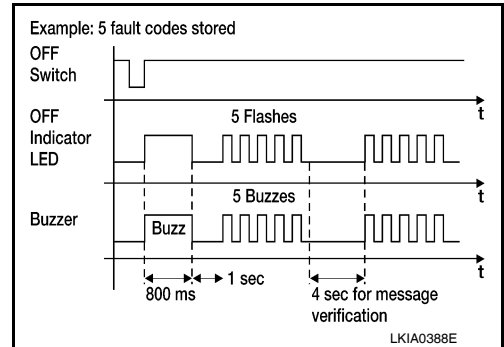 Example: 5 fault codes stored
OFF
Switch
t
5 Flashes
OFF
Indicator
LED
t
5 Buzzes
Buzzer
Buzz
t
1 sec
800 ms
4 sec for message
verification
LKIA0388E